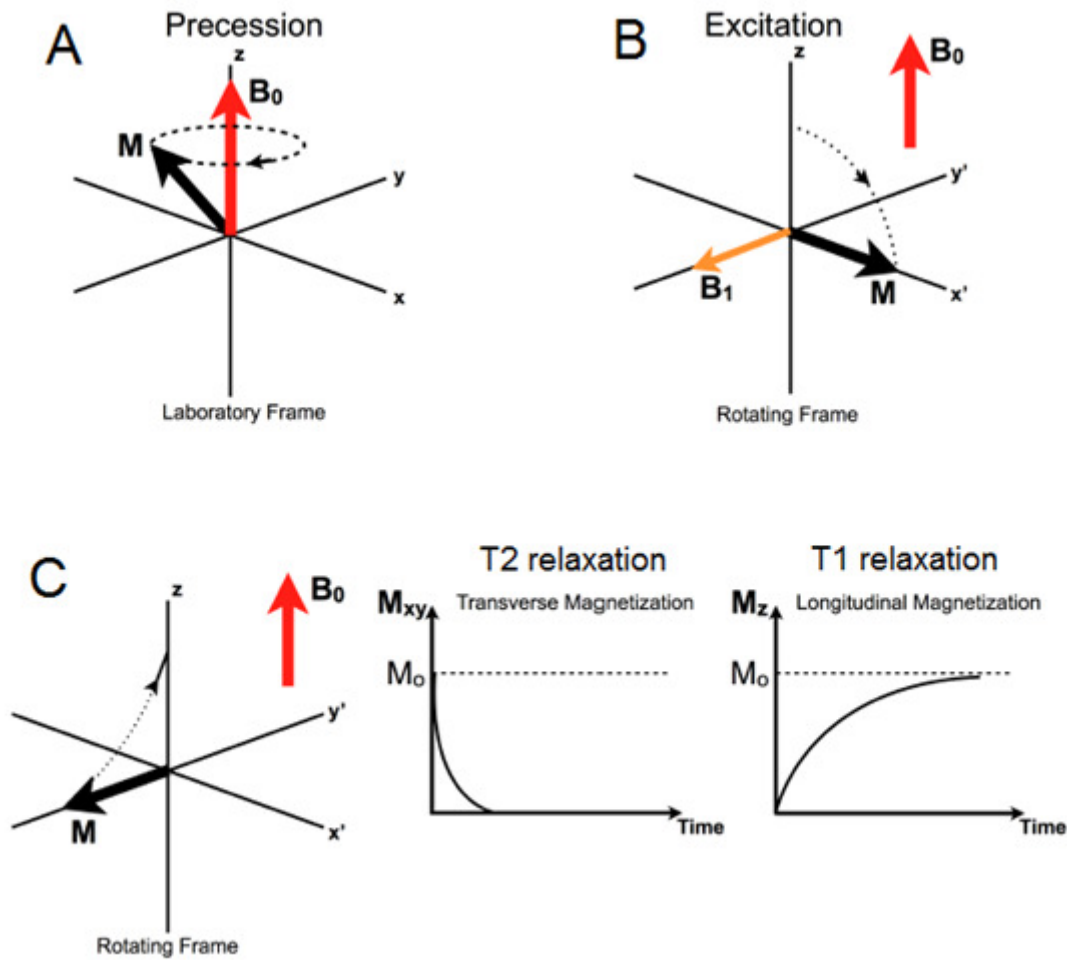 A
Precession
z
B₀
M
y
x
Laboratory Frame
B
Excitation
z
B₀
y'
B₁
M
x'
Rotating Frame
C
z
B₀
y'
M
x'
Rotating Frame
T2 relaxation
Mxy Transverse Magnetization
Mo
Time
T1 relaxation
Mz Longitudinal Magnetization
Mo
Time